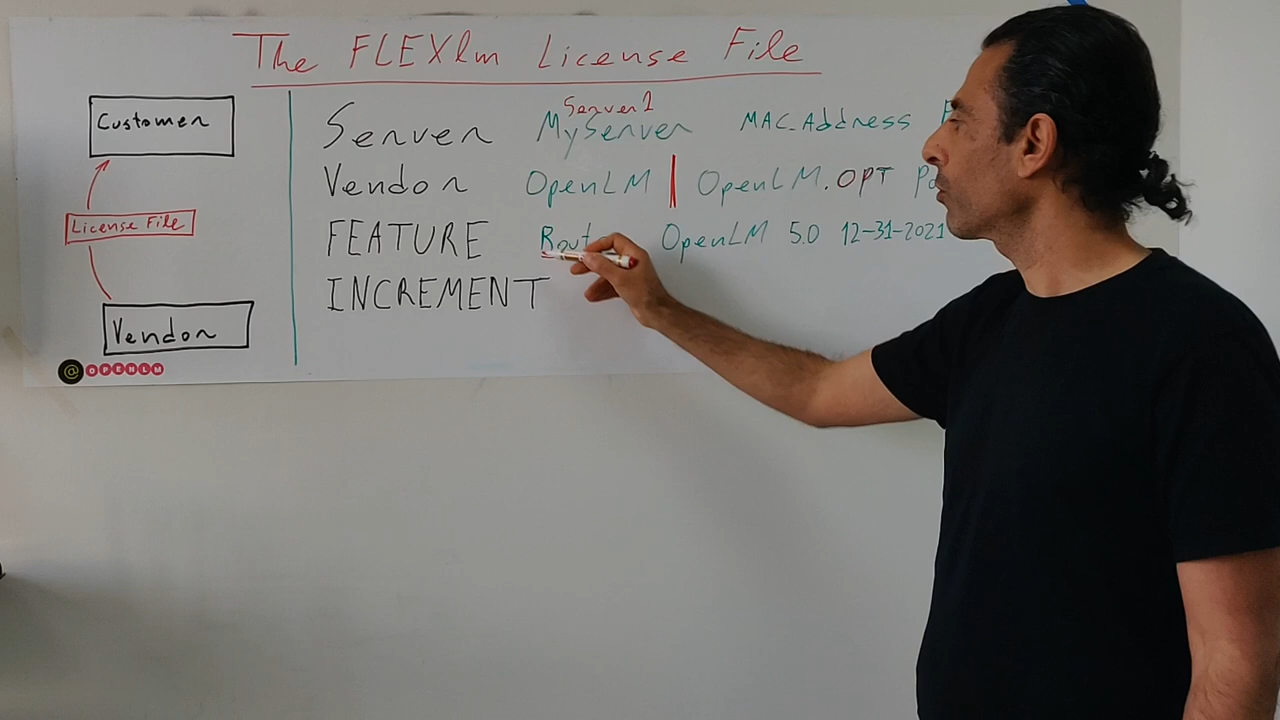 The FLEXlm License File
Customer
License File
Vendor
@ OPENLM
Server1
Server MyServer MAC_Address
Vendor OpenLM | OpenLM.OPT
FEATURE OpenLM 5.0 12-31-2021
INCREMENT